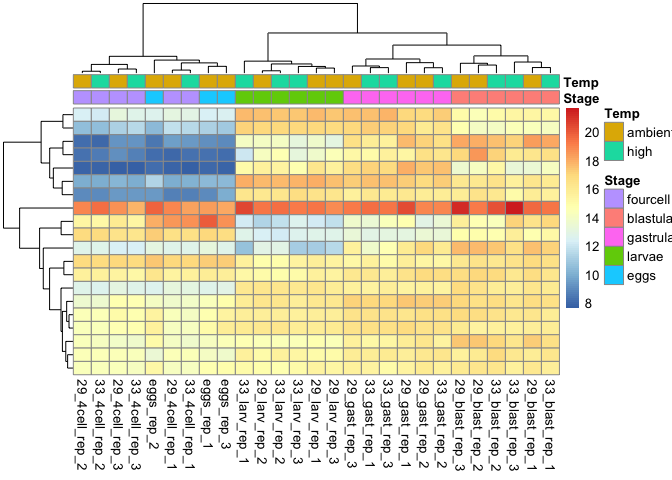 Temp
Stage
20
18
16
14
12
10
8
Temp
ambient
high
Stage
fourcell
blastula
gastrula
larvae
eggs
29_4cell_rep_2
33_4cell_rep_2
29_4cell_rep_3
33_4cell_rep_3
eggs_rep_2
29_4cell_rep_1
33_4cell_rep_1
eggs_rep_1
eggs_rep_3
33_larv_rep_1
29_larv_rep_2
33_larv_rep_2
33_larv_rep_3
29_larv_rep_1
29_larv_rep_3
29_gast_rep_3
33_gast_rep_1
33_gast_rep_3
29_gast_rep_1
29_gast_rep_2
33_gast_rep_2
29_blast_rep_3
29_blast_rep_2
33_blast_rep_2
33_blast_rep_3
29_blast_rep_1
33_blast_rep_1